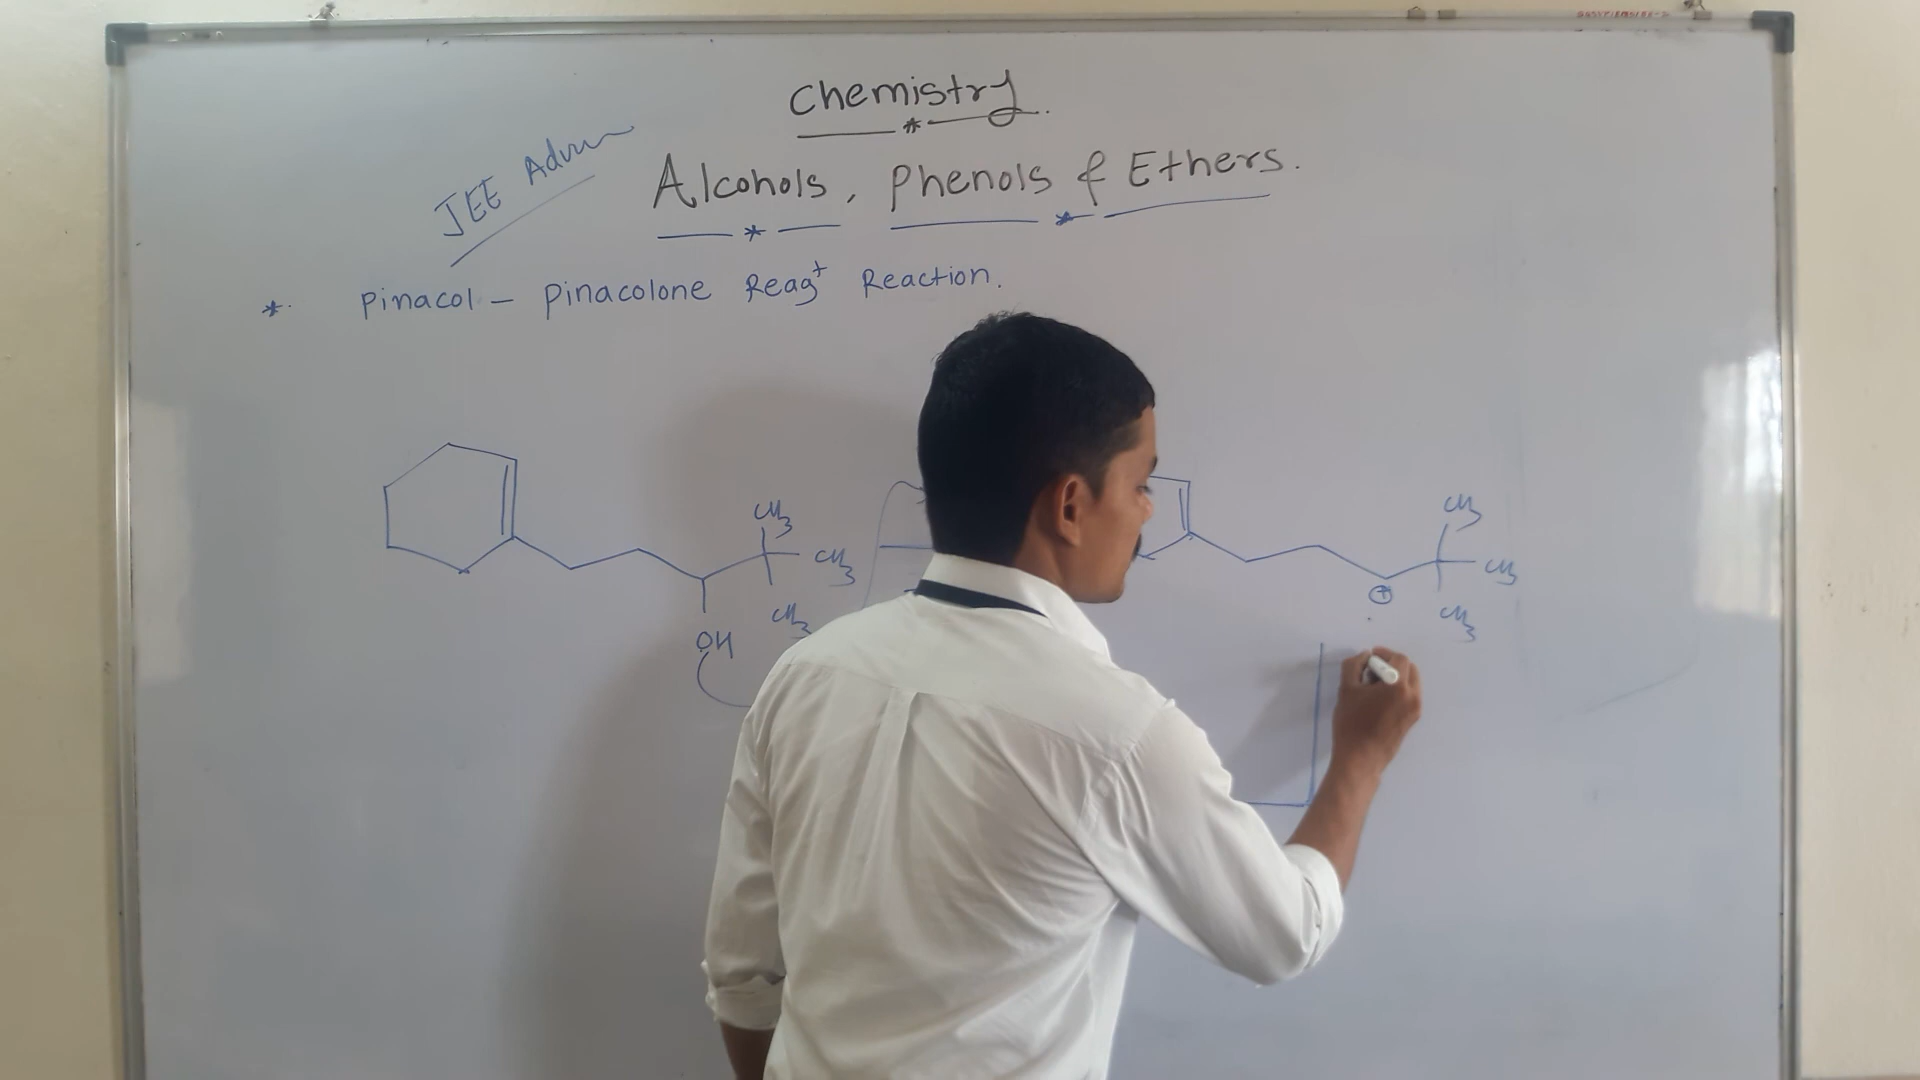 Chemistry.
JEE Adv
Alcohols, Phenols & Ethers.
*. Pinacol - Pinacolone Reagt Reaction.
CH3
CH3
CH3
OH
CH3
CH3
CH3
+